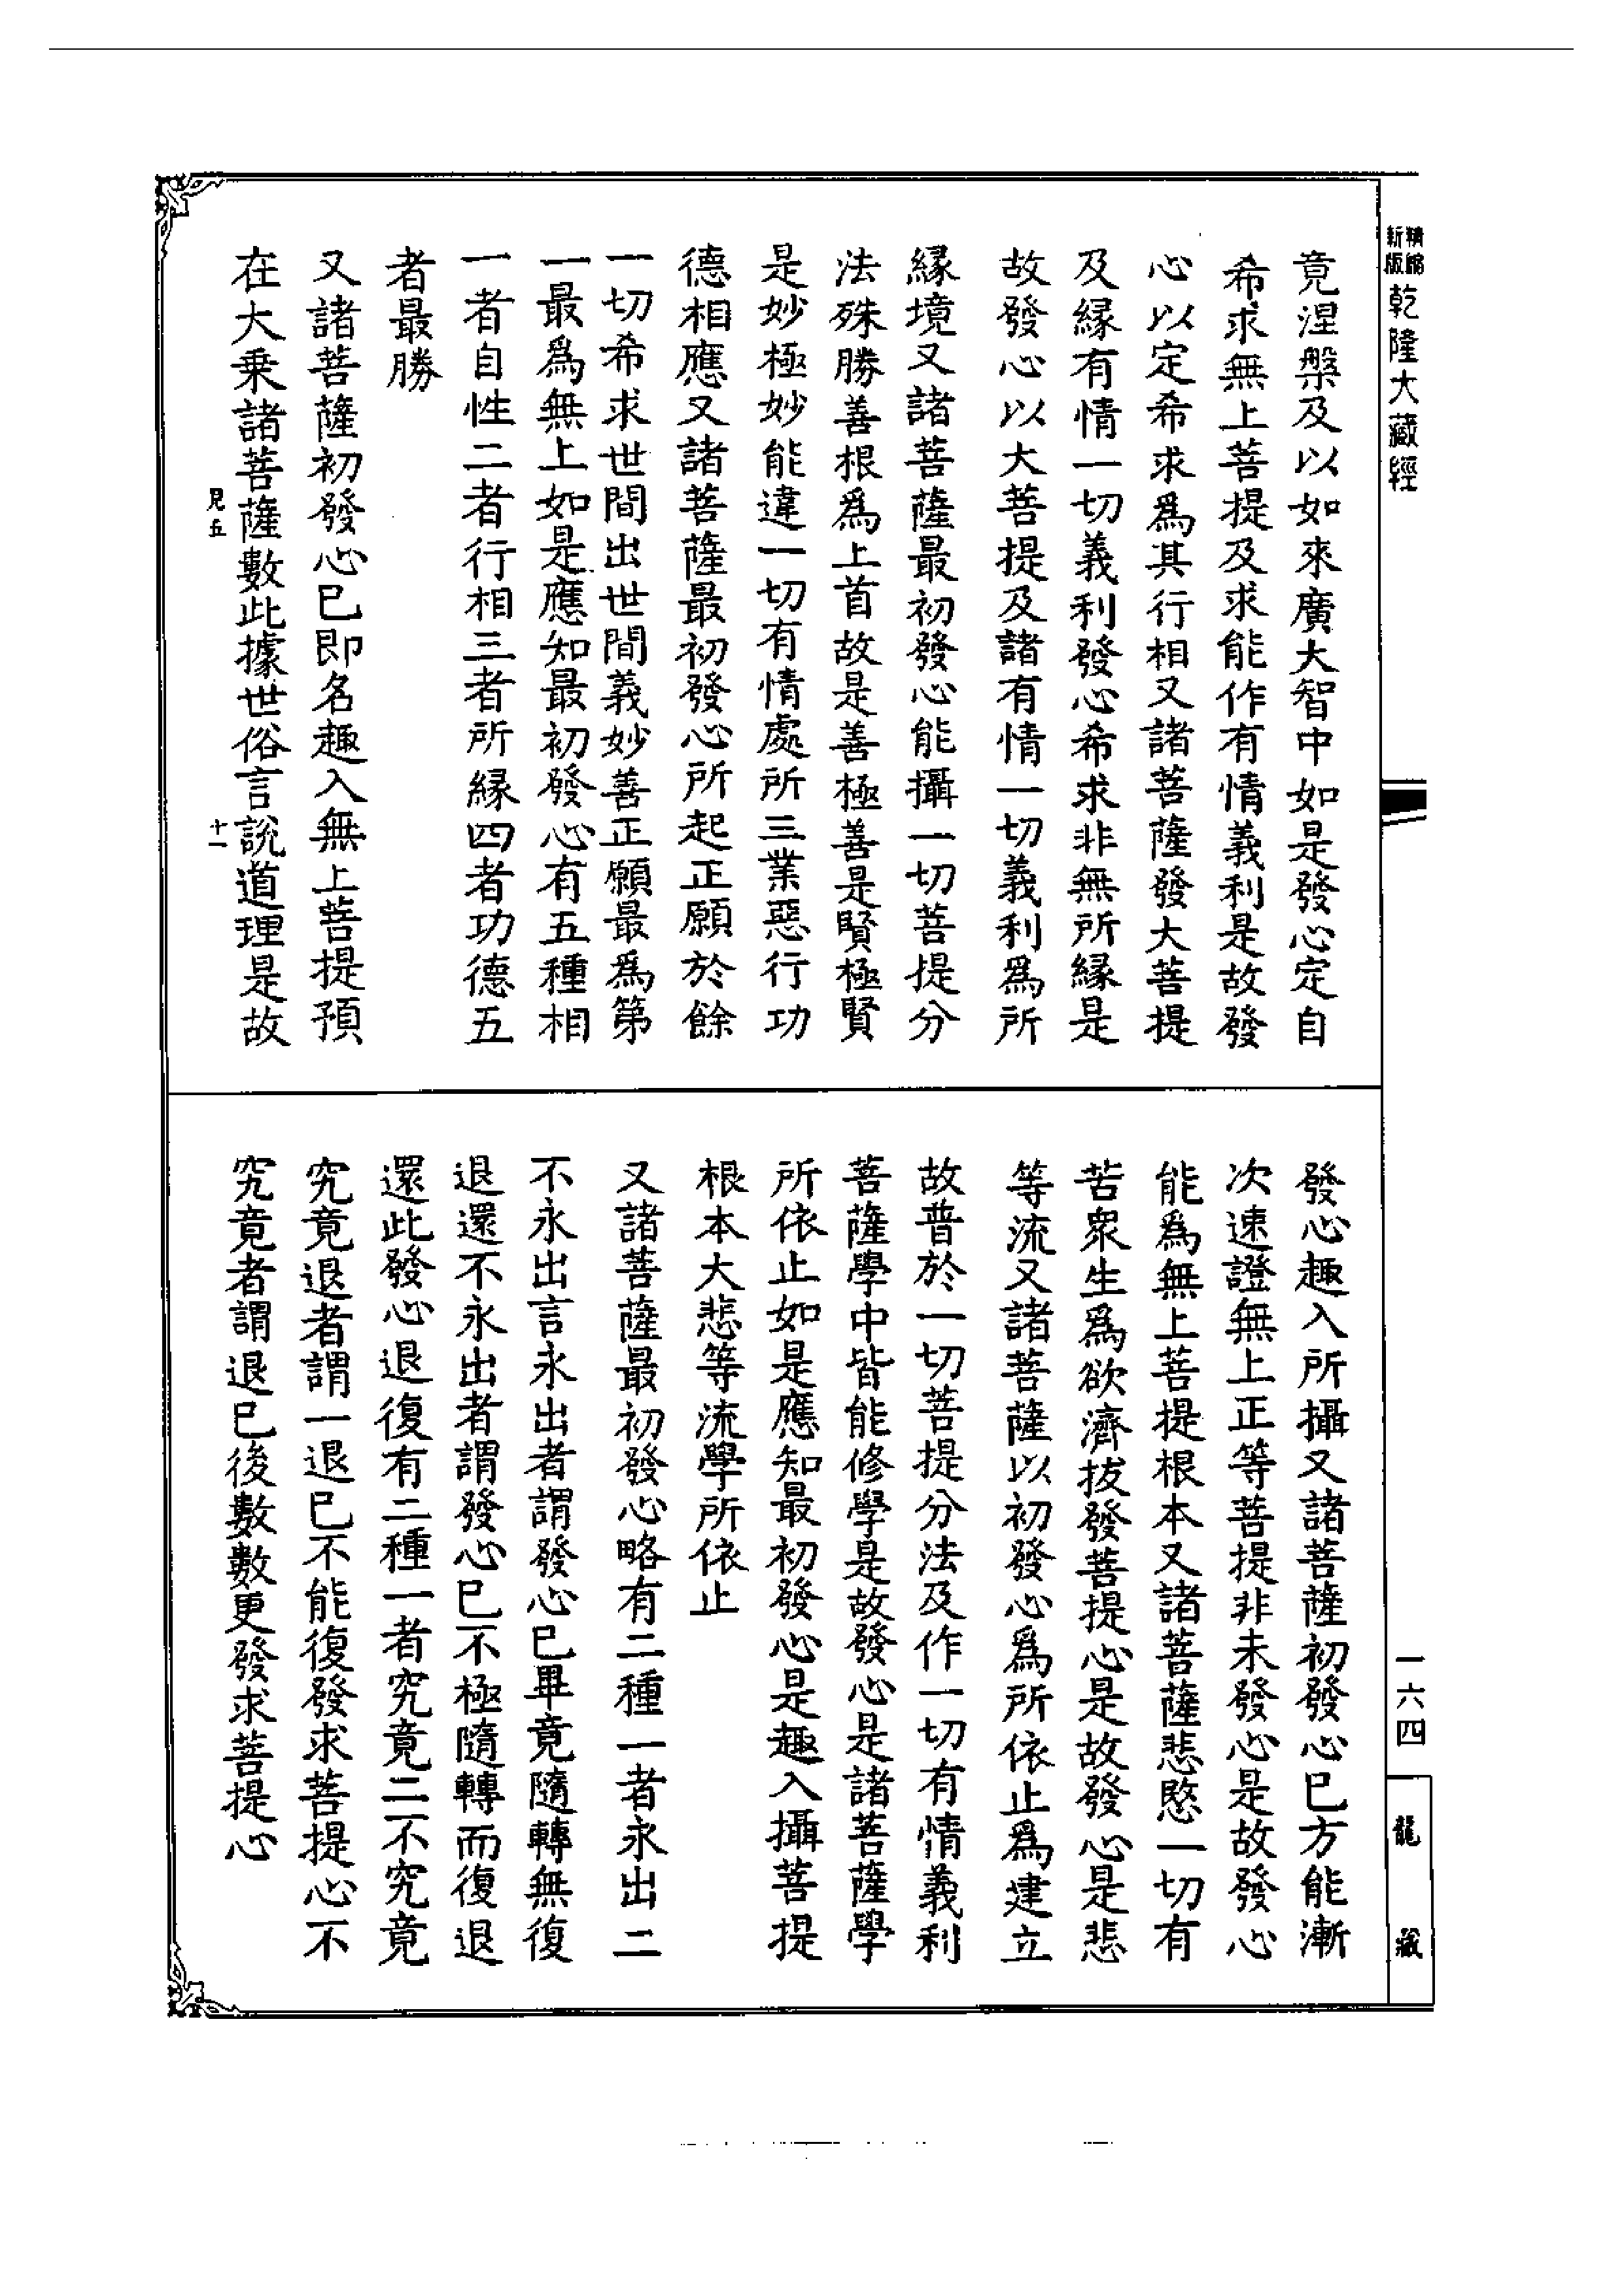 精縮
新版
乾隆大藏經
竟涅槃及以如來廣大智中如是發心定自
希求無上菩提及求能作有情義利是故發
心以定希求爲其行相又諸菩薩發大菩提
及緣有情一切義利發心希求非無所緣是
故發心以大菩提及諸有情一切義利爲所
緣境又諸菩薩最初發心能攝一切菩提分
法殊勝善根爲上首故是善極善是賢極賢
是妙極妙能違一切有情處所三業惡行功
德相應又諸菩薩最初發心所起正願於餘
一切希求世間出世間義妙善正願最爲第
一最爲無上如是應知最初發心有五種相
一者自性二者行相三者所緣四者功德五
者最勝
又諸菩薩初發心已即名趣入無上菩提預
在大乘諸菩薩數此據世俗言說道理是故
十一
發心趣入所攝又諸菩薩初發心已方能漸
次速證無上正等菩提非未發心是故發心
能爲無上菩提根本又諸菩薩悲愍一切有
苦衆生爲欲濟拔發菩提心是故發心是悲
等流又諸菩薩以初發心爲所依止爲建立
故普於一切菩提分法及作一切有情義利
菩薩學中皆能修學是故發心是諸菩薩學
所依止如是應知最初發心是趣入攝菩提
根本大悲等流學所依止
又諸菩薩最初發心略有二種一者永出二
不永出言永出者謂發心已畢竟隨轉無復
退還不永出者謂發心已不極隨轉而復退
還此發心退復有二種一者究竟二不究竟
究竟退者謂一退已不能復發求菩提心不
究竟者謂退已後數數更發求菩提心
一六四
龍藏